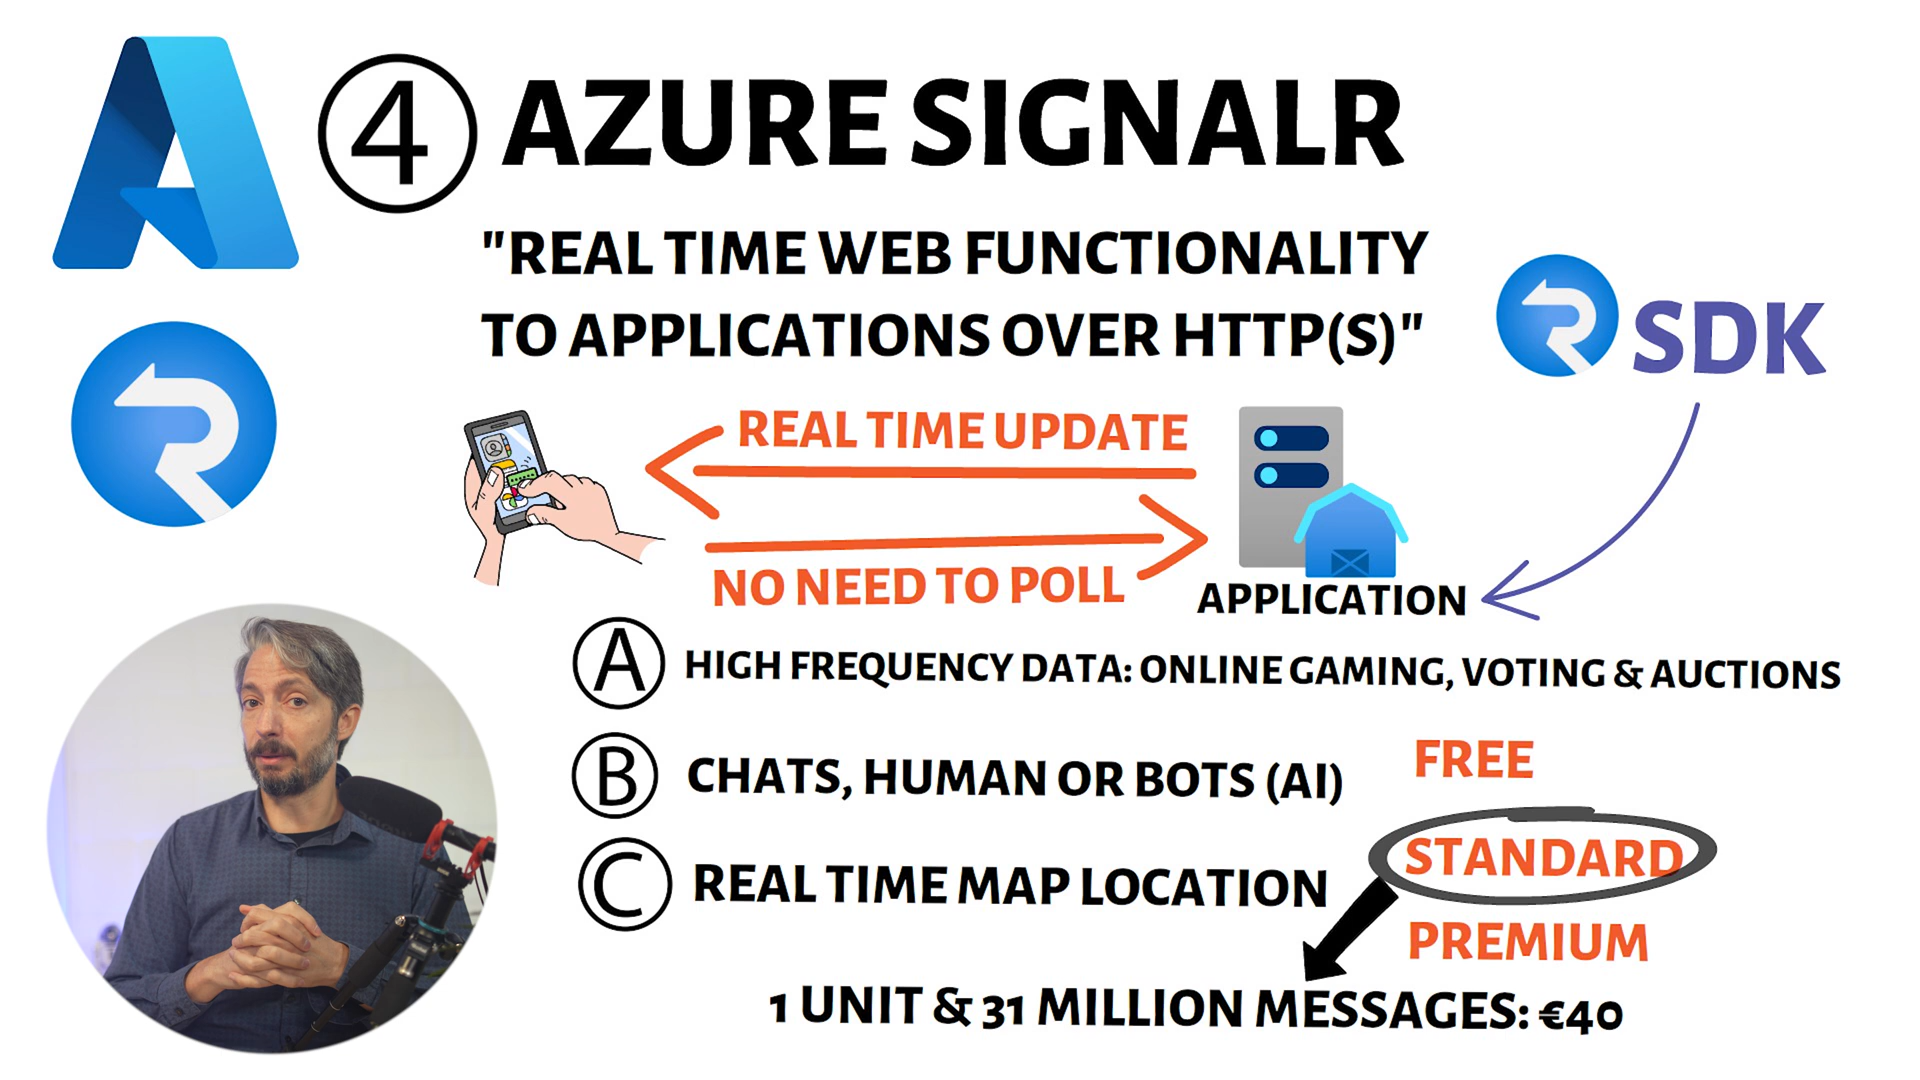 4 AZURE SIGNALR
"REAL TIME WEB FUNCTIONALITY
TO APPLICATIONS OVER HTTP(S)"
SDK
REAL TIME UPDATE
NO NEED TO POLL
APPLICATION
A HIGH FREQUENCY DATA: ONLINE GAMING, VOTING & AUCTIONS
B CHATS, HUMAN OR BOTS (AI)
C REAL TIME MAP LOCATION
FREE
STANDARD
PREMIUM
1 UNIT & 31 MILLION MESSAGES: €40